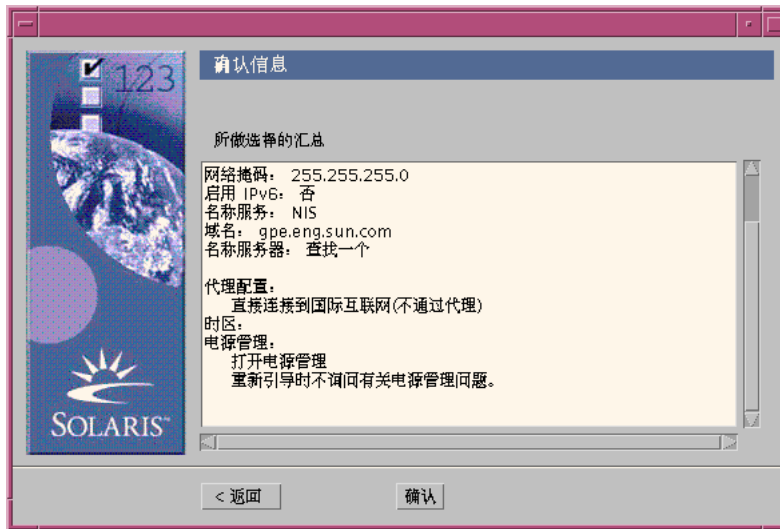 确认信息
123
所做选择的汇总
网络掩码： 255.255.255.0
启用 IPv6： 否
名称服务： NIS
域名： gpe.eng.sun.com
名称服务器： 查找一个
代理配置：
直接连接到国际互联网(不通过代理)
时区：
电源管理：
打开电源管理
重新引导时不询问有关电源管理问题。
SOLARIS™
< 返回
确认